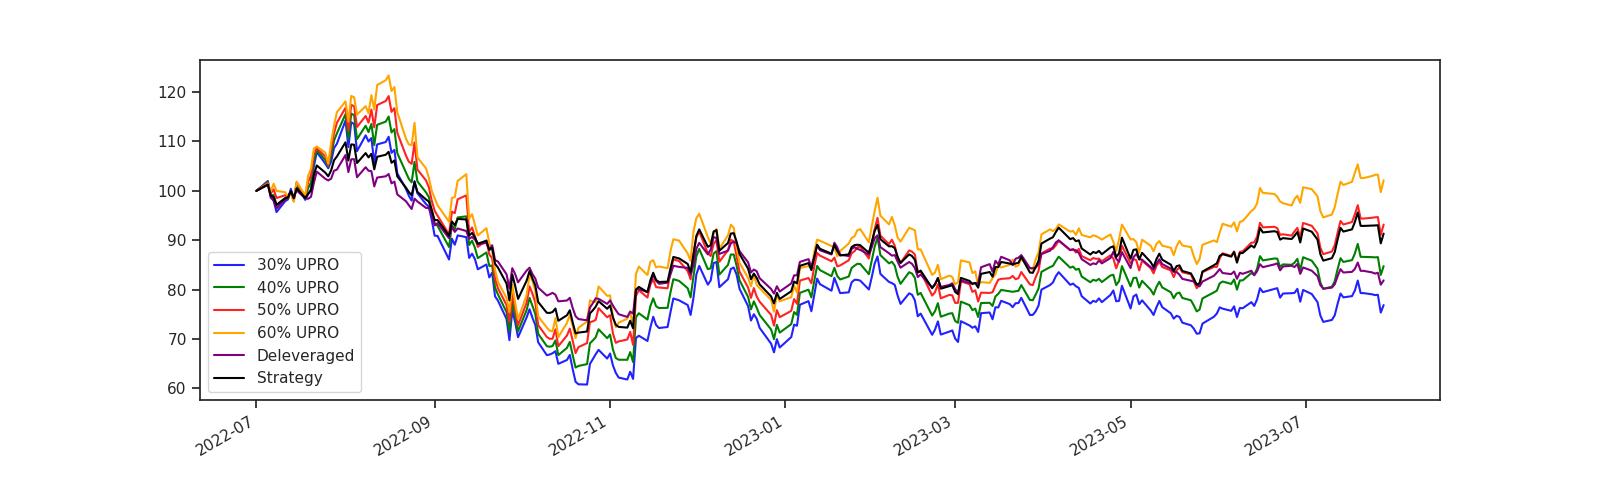 120
110
100
90
80
70
60
30% UPRO
40% UPRO
50% UPRO
60% UPRO
Deleveraged
Strategy
2022-07
2022-09
2022-11
2023-01
2023-03
2023-05
2023-07